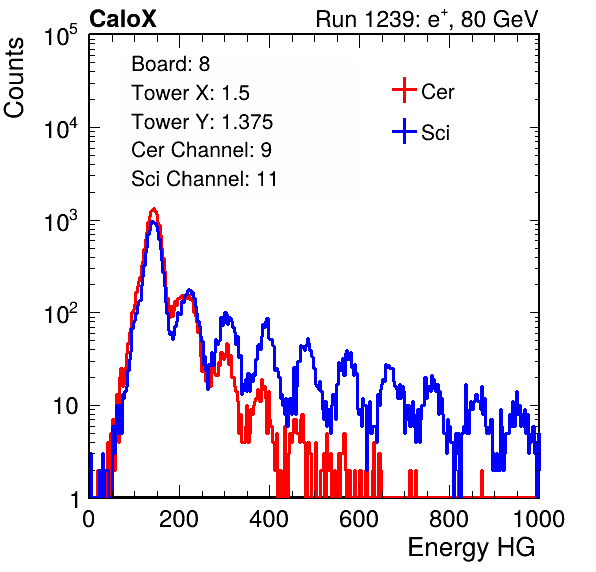 CaloX Run 1239: e+, 80 GeV
Counts
Board: 8
Tower X: 1.5
Tower Y: 1.375
Cer Channel: 9
Sci Channel: 11
Cer
Sci
10^5
10^4
10^3
10^2
10
1
0 200 400 600 800 1000
Energy HG